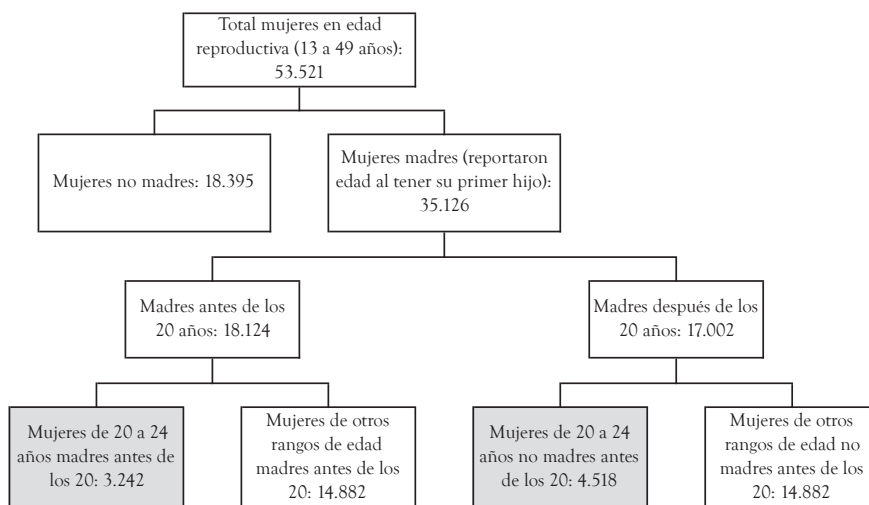 Total mujeres en edad
reproductiva (13 a 49 años):
53.521
Mujeres no madres: 18.395
Mujeres madres (reportaron
edad al tener su primer hijo):
35.126
Madres antes de los
20 años: 18.124
Madres después de los
20 años: 17.002
Mujeres de 20 a 24
años madres antes de
los 20: 3.242
Mujeres de otros
rangos de edad
madres antes de los
20: 14.882
Mujeres de 20 a 24
años no madres antes
de los 20: 4.518
Mujeres de otros
rangos de edad no
madres antes de los
20: 14.882